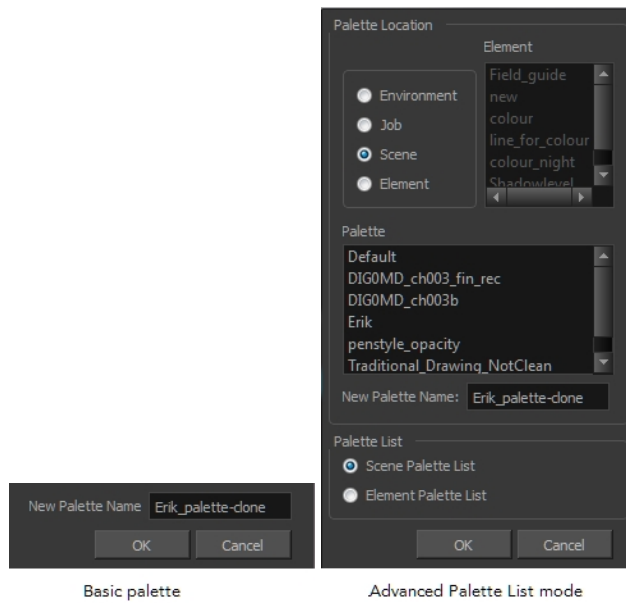 Palette Location
Element
Environment
Job
Scene
Element
Field_guide
new
colour
line_for_colour
colour_night
Shadowlevel
Palette
Default
DIG0MD_ch003_fin_rec
DIG0MD_ch003b
Erik
penstyle_opacity
Traditional_Drawing_NotClean
New Palette Name: Erik_palette-clone
Palette List
Scene Palette List
Element Palette List
OK Cancel
New Palette Name Erik_palette-clone
OK Cancel
Basic palette
Advanced Palette List mode